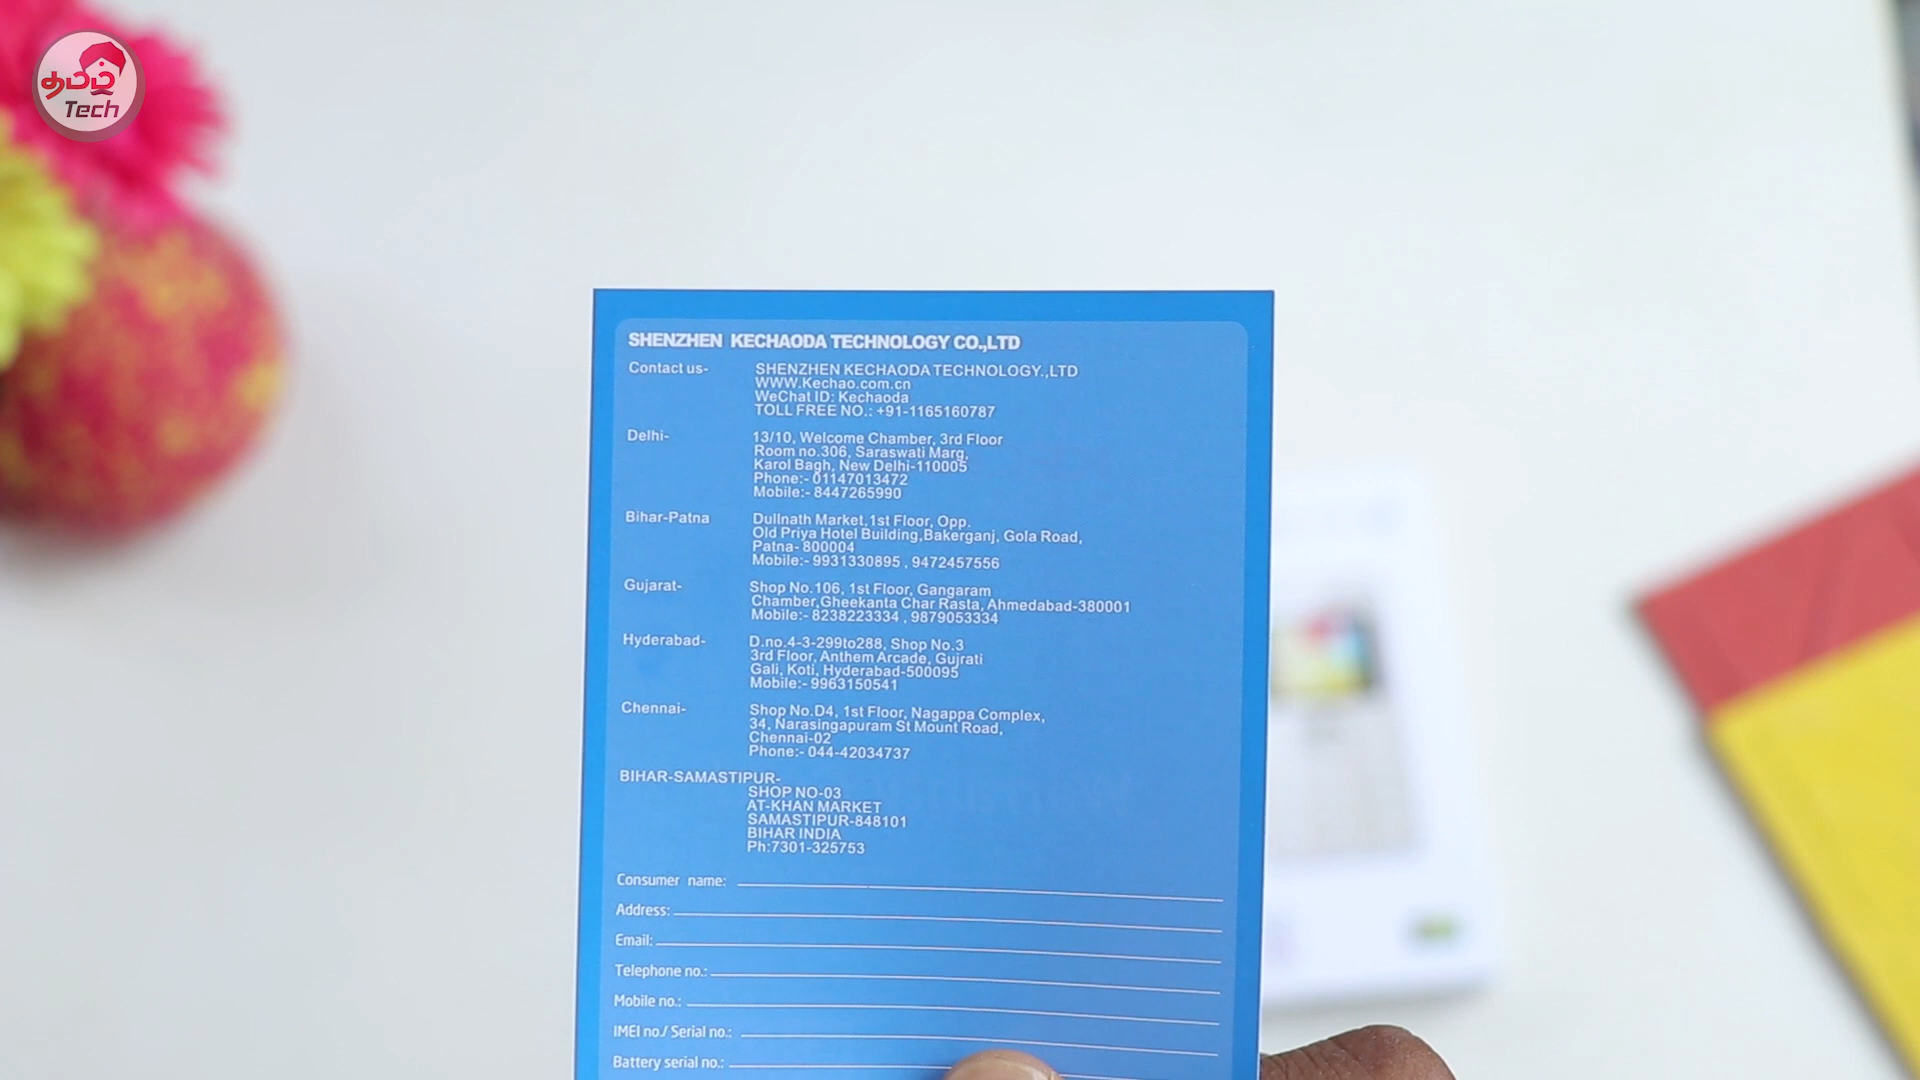 தமிழ்
Tech
SHENZHEN KECHAODA TECHNOLOGY CO.,LTD
Contact us- SHENZHEN KECHAODA TECHNOLOGY.,LTD
WWW.Kechao.com.cn
WeChat ID: Kechaoda
TOLL FREE NO.: +91-1165160787
Delhi- 13/10, Welcome Chamber, 3rd Floor
Room no.306, Saraswati Marg,
Karol Bagh, New Delhi-110005
Phone:- 01147013472
Mobile:- 8447265990
Bihar-Patna Dullnath Market,1st Floor, Opp.
Old Priya Hotel Building,Bakerganj, Gola Road,
Patna- 800004
Mobile:- 9931330895 , 9472457556
Gujarat- Shop No.106, 1st Floor, Gangaram
Chamber,Gheekanta Char Rasta, Ahmedabad-380001
Mobile:- 8238223334 , 9879053334
Hyderabad- D.no.4-3-299to288, Shop No.3
3rd Floor, Anthem Arcade, Gujrati
Gali, Koti, Hyderabad-500095
Mobile:- 9963150541
Chennai- Shop No.D4, 1st Floor, Nagappa Complex,
34, Narasingapuram St Mount Road,
Chennai-02
Phone:- 044-42034737
BIHAR-SAMASTIPUR-
SHOP NO-03
AT-KHAN MARKET
SAMASTIPUR-848101
BIHAR INDIA
Ph:7301-325753
Consumer name:
Address:
Email:
Telephone no.:
Mobile no.:
IMEI no./ Serial no.:
Battery serial no.: